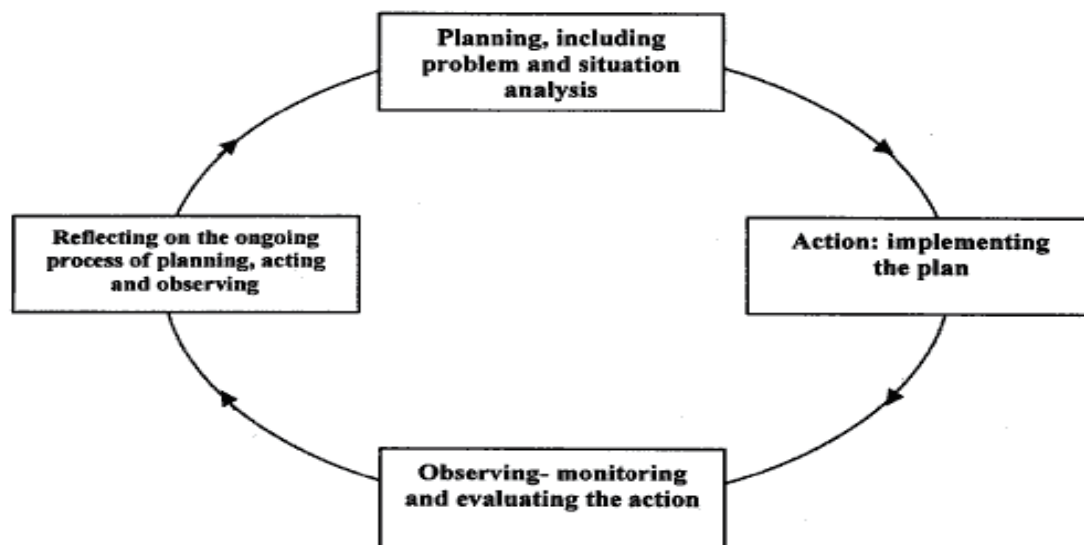 Planning, including
problem and situation
analysis
Reflecting on the ongoing
process of planning, acting
and observing
Action: implementing
the plan
Observing- monitoring
and evaluating the action